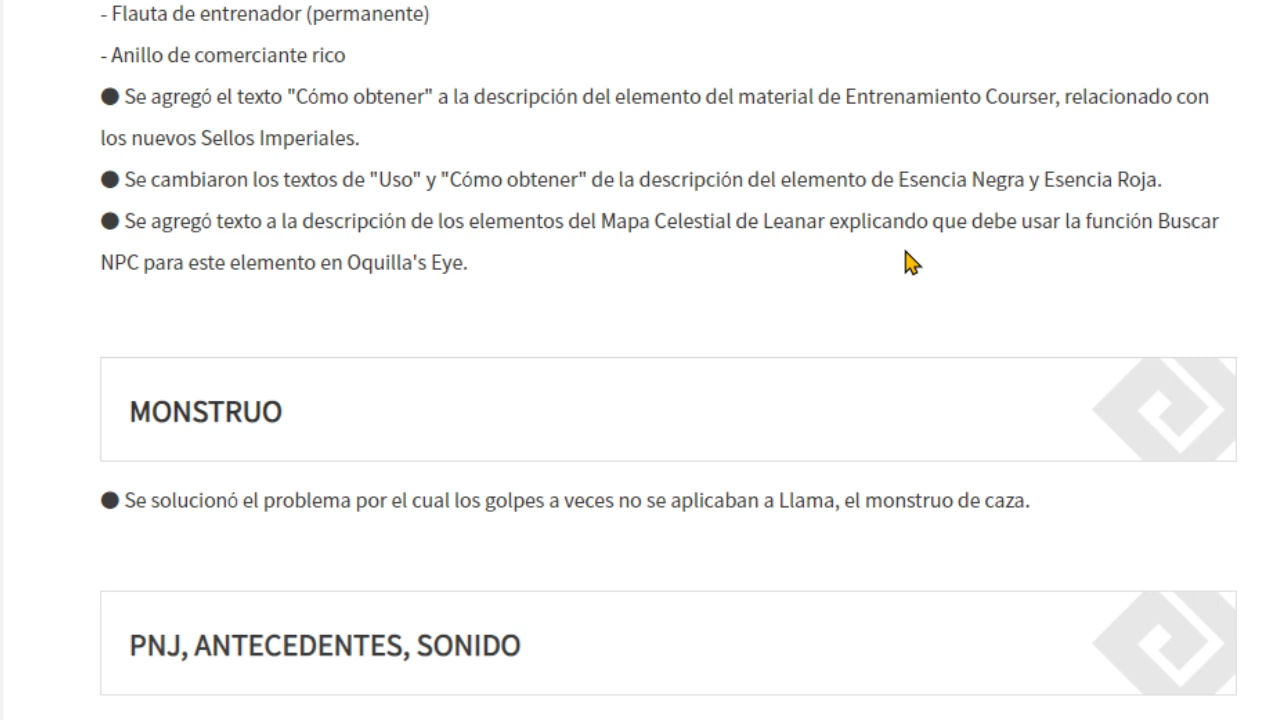 - Flauta de entrenador (permanente)
- Anillo de comerciante rico
● Se agregó el texto "Cómo obtener" a la descripción del elemento del material de Entrenamiento Courser, relacionado con
los nuevos Sellos Imperiales.
● Se cambiaron los textos de "Uso" y "Cómo obtener" de la descripción del elemento de Esencia Negra y Esencia Roja.
● Se agregó texto a la descripción de los elementos del Mapa Celestial de Leanar explicando que debe usar la función Buscar
NPC para este elemento en Oquilla's Eye.
MONSTRUO
● Se solucionó el problema por el cual los golpes a veces no se aplicaban a Llama, el monstruo de caza.
PNJ, ANTECEDENTES, SONIDO